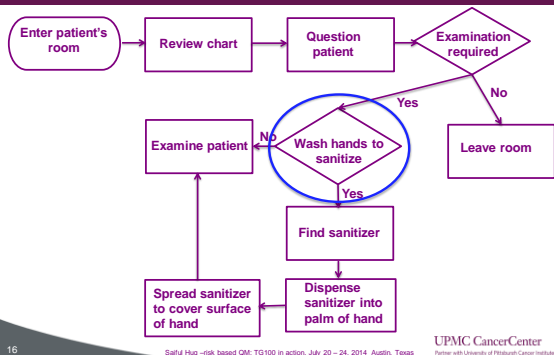 Enter patient's
room
Review chart
Question
patient
Examination
required
Yes
No
Examine patient
No
Wash hands to
sanitize
Leave room
Yes
Find sanitizer
Spread sanitizer
to cover surface
of hand
Dispense
sanitizer into
palm of hand
16
Saiful Huq –risk based QM: TG100 in action, July 20 – 24, 2014 Austin, Texas
UPMC CancerCenter
Partner with University of Pittsburgh Cancer Institute